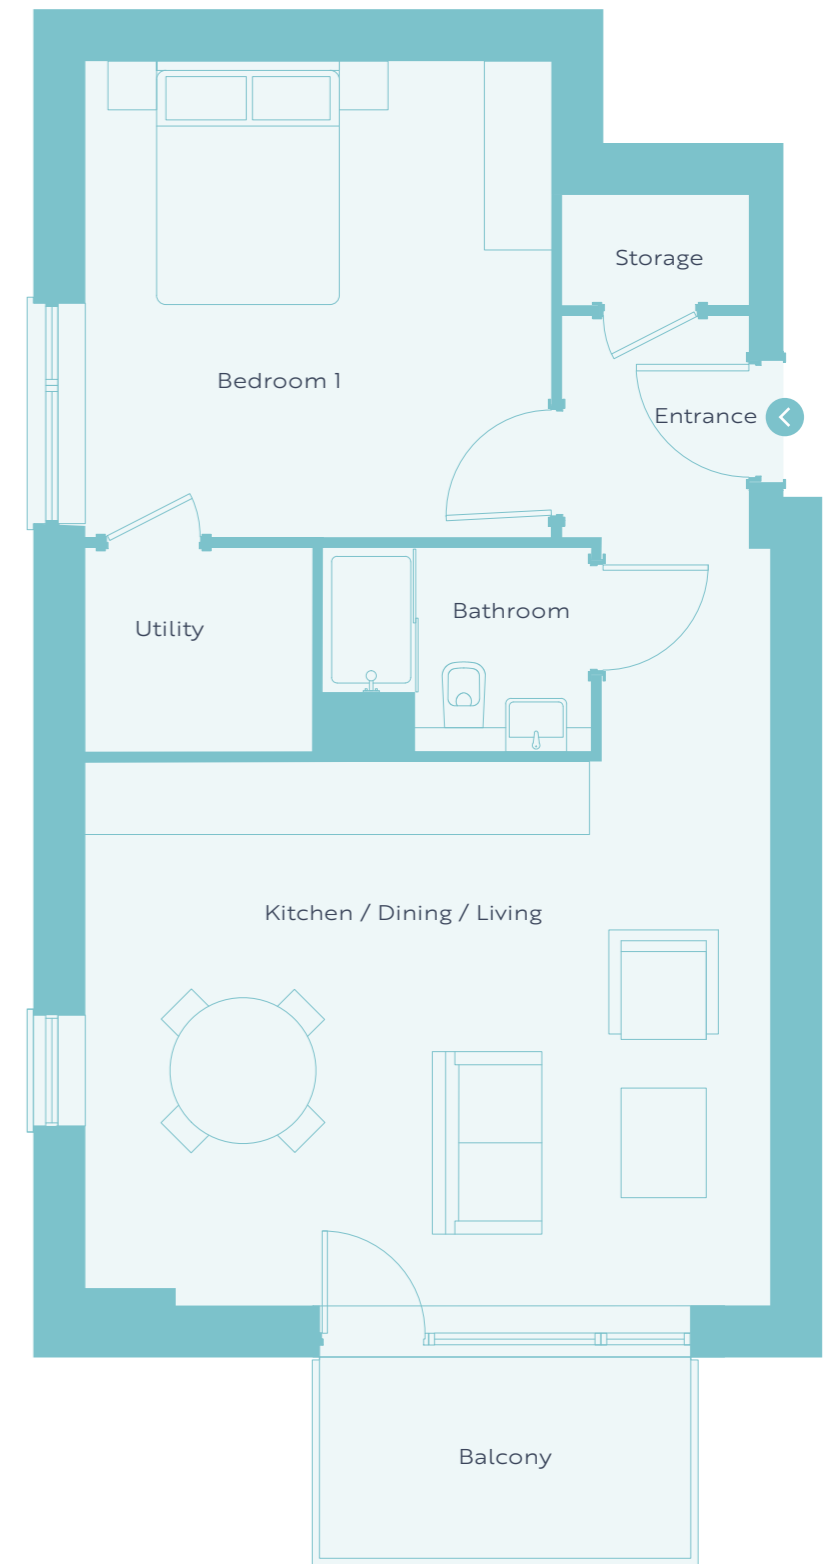 Storage
Bedroom 1
Entrance
Utility
Bathroom
Kitchen / Dining / Living
Balcony